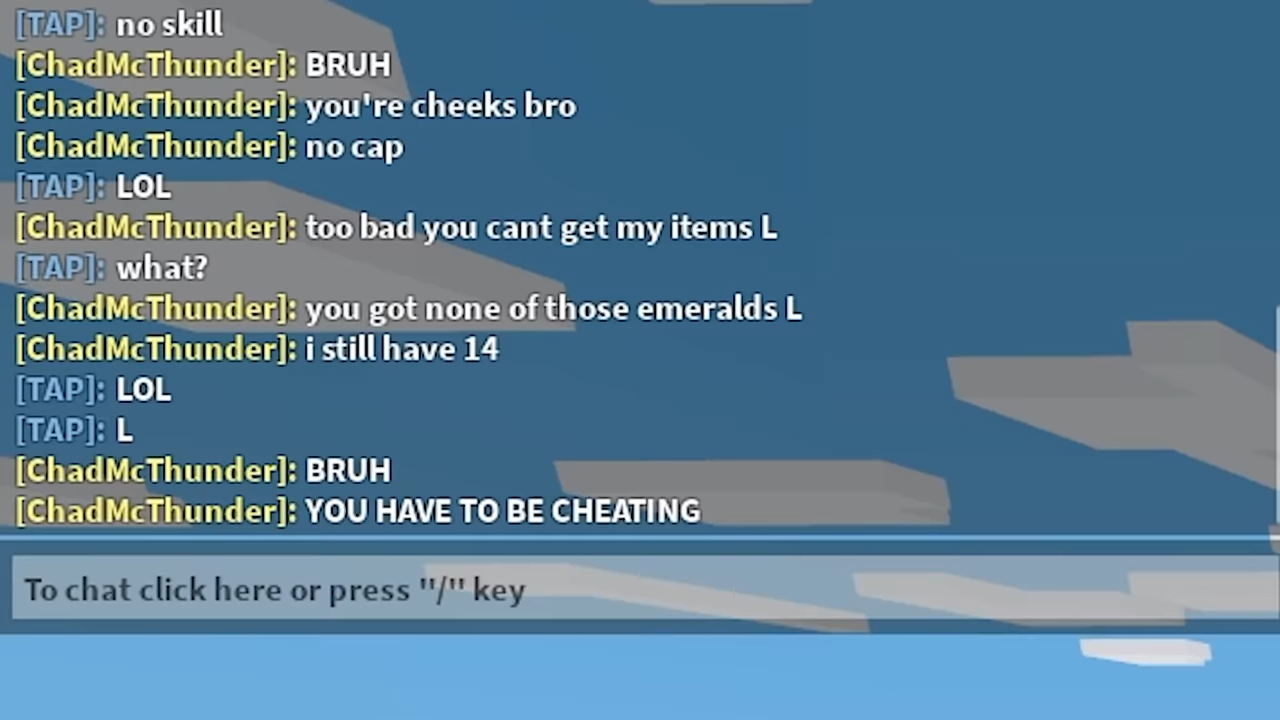 [TAP]: no skill
[ChadMcThunder]: BRUH
[ChadMcThunder]: you're cheeks bro
[ChadMcThunder]: no cap
[TAP]: LOL
[ChadMcThunder]: too bad you cant get my items L
[TAP]: what?
[ChadMcThunder]: you got none of those emeralds L
[ChadMcThunder]: i still have 14
[TAP]: LOL
[TAP]: L
[ChadMcThunder]: BRUH
[ChadMcThunder]: YOU HAVE TO BE CHEATING
To chat click here or press "/" key